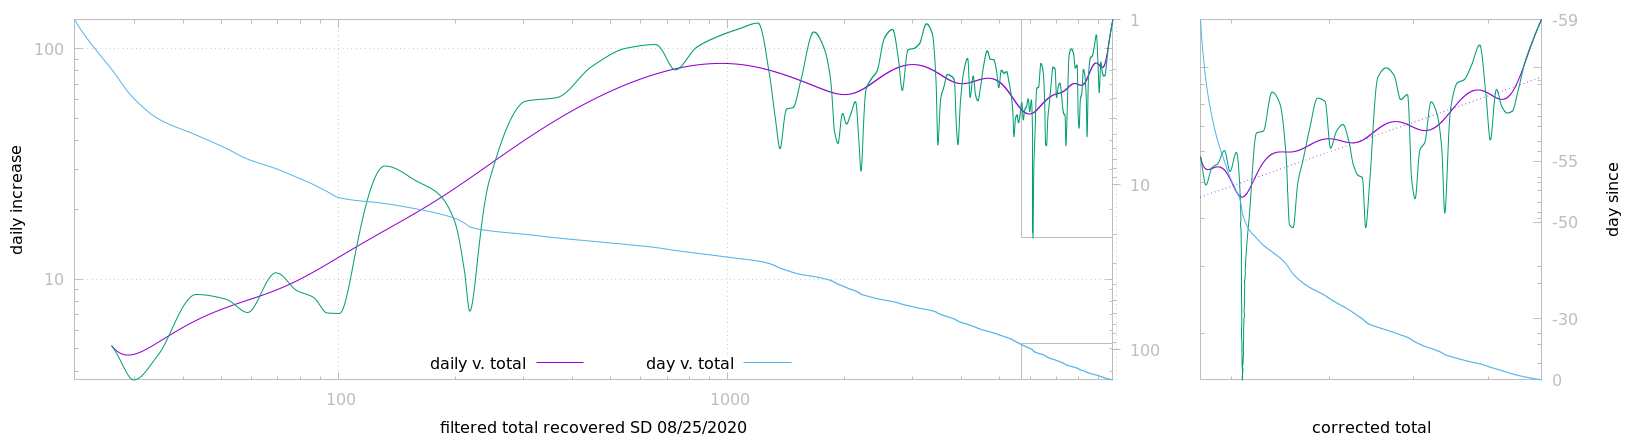 100
10
daily increase
daily v. total
day v. total
100
1000
filtered total recovered SD 08/25/2020
1
10
100
-59
-55
-50
-30
0
day since
corrected total